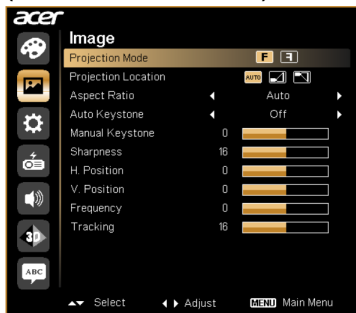 acer
Image
Projection Mode F F
Projection Location AUTO
Aspect Ratio Auto
Auto Keystone Off
Manual Keystone 0
Sharpness 16
H. Position 0
V. Position 0
Frequency 0
Tracking 16
3D
ABC
Select Adjust MENU Main Menu